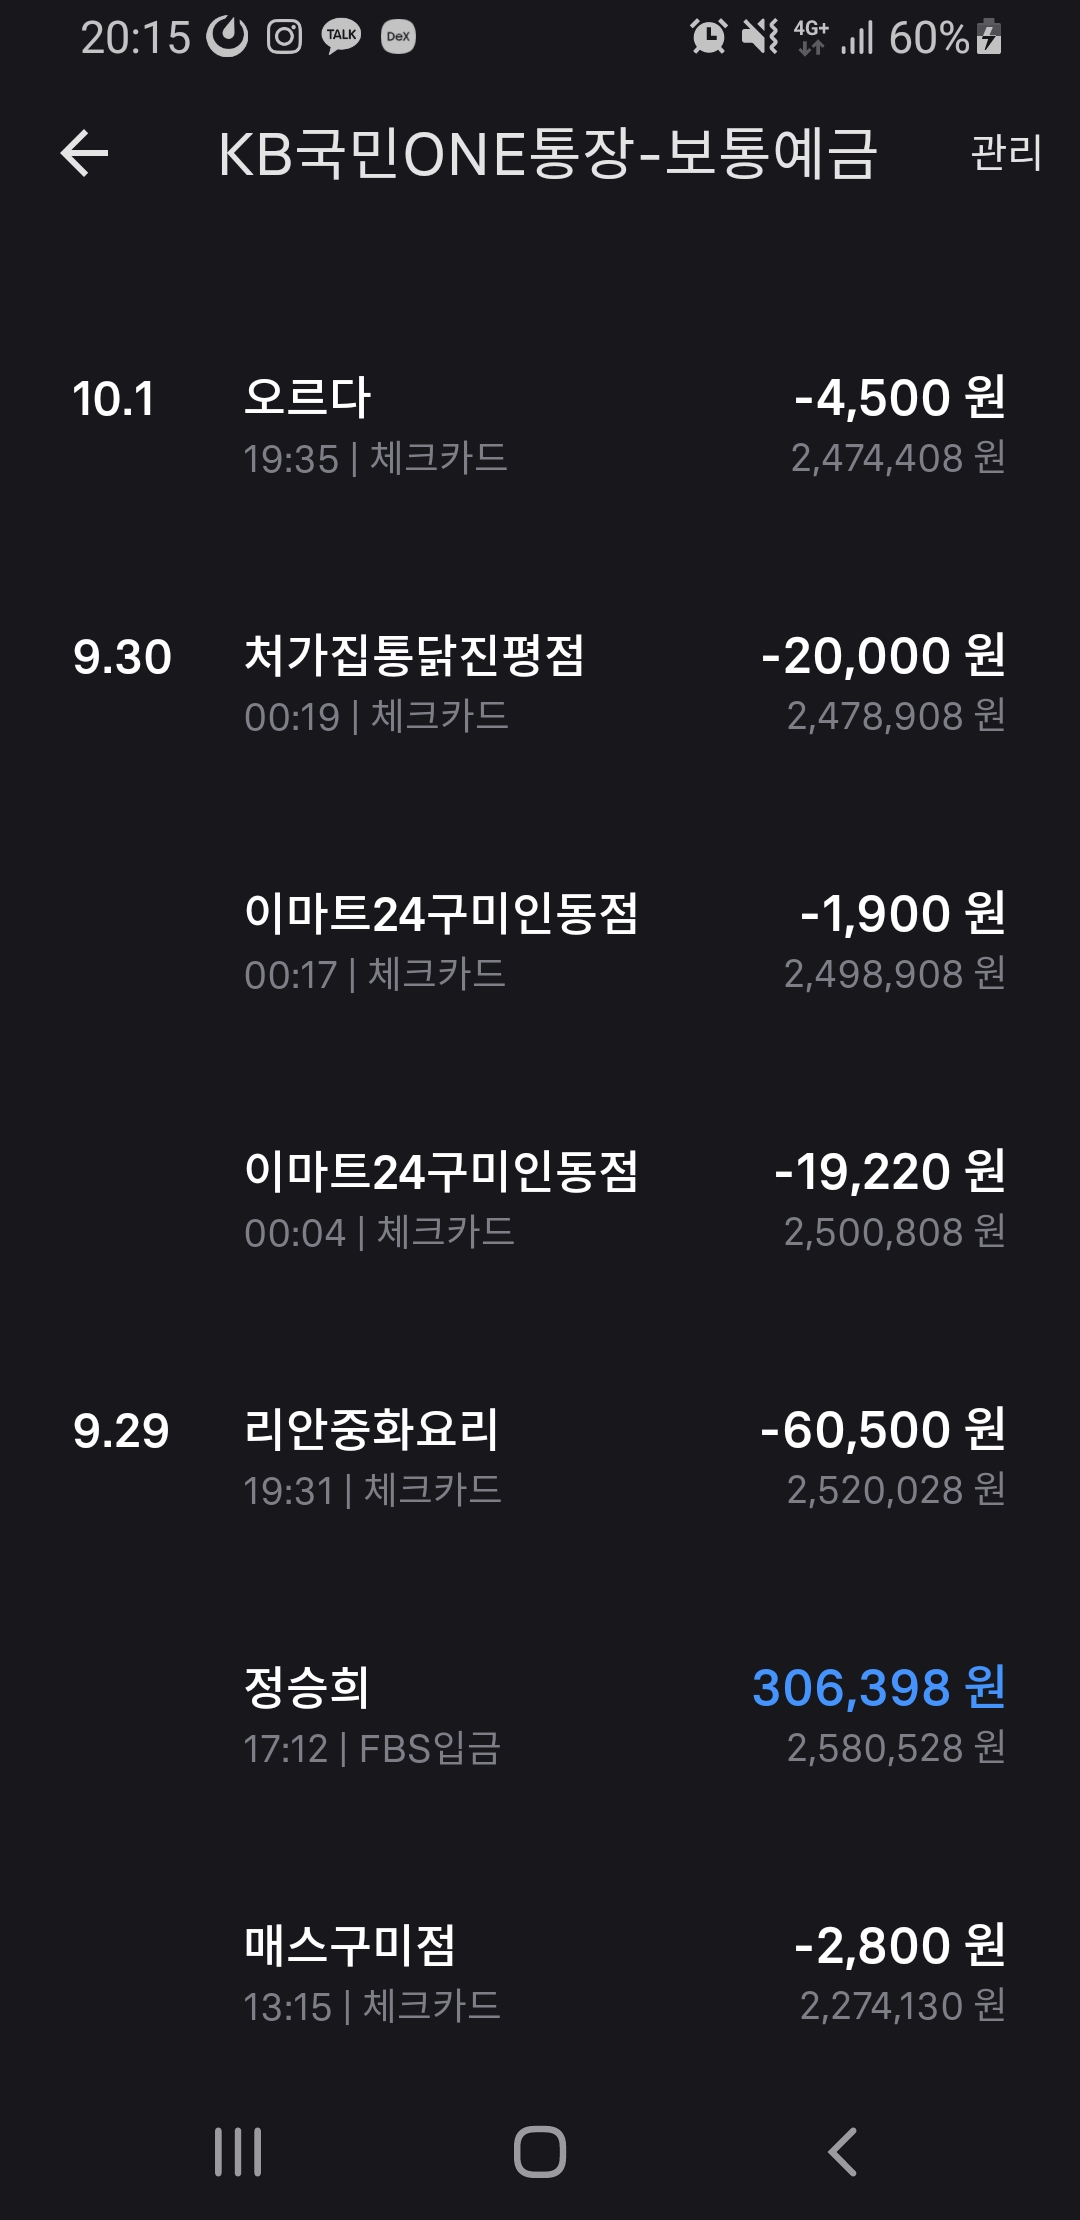 20:15 TALK DeX 4G+ 60%
KB국민ONE통장-보통예금 관리
10.1 오르다 -4,500 원
19:35 | 체크카드 2,474,408 원
9.30 처가집통닭진평점 -20,000 원
00:19 | 체크카드 2,478,908 원
이마트24구미인동점 -1,900 원
00:17 | 체크카드 2,498,908 원
이마트24구미인동점 -19,220 원
00:04 | 체크카드 2,500,808 원
9.29 리안중화요리 -60,500 원
19:31 | 체크카드 2,520,028 원
정승희 306,398 원
17:12 | FBS입금 2,580,528 원
매스구미점 -2,800 원
13:15 | 체크카드 2,274,130 원